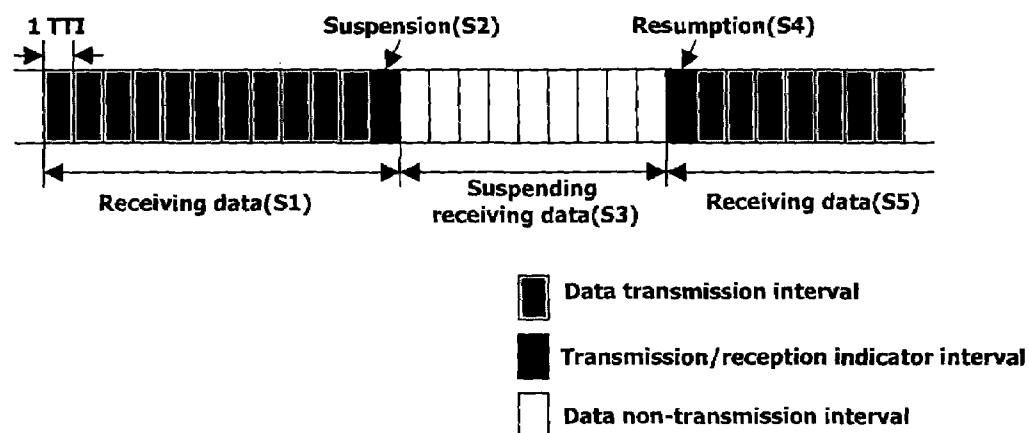 1 TTI
Suspension(S2)
Resumption(S4)
Receiving data(S1)
Suspending
receiving data(S3)
Receiving data(S5)
Data transmission interval
Transmission/reception indicator interval
Data non-transmission interval